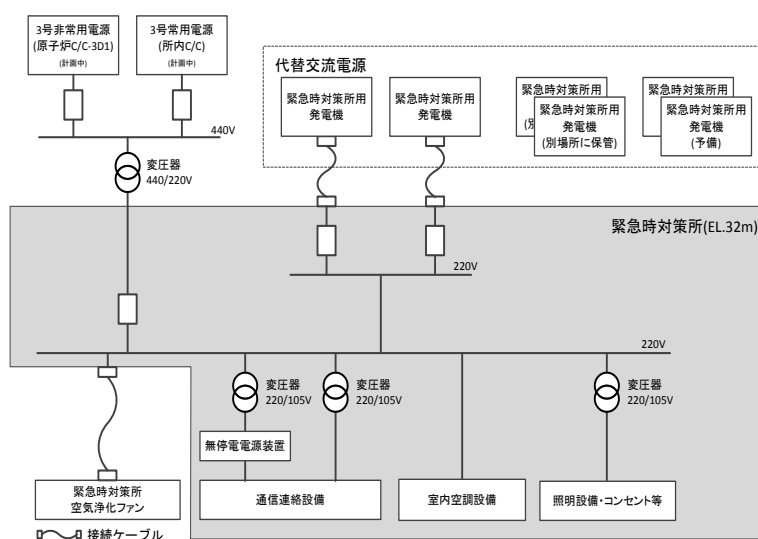 3号非常用電源
(原子炉C/C-3D1)
(計画中)
3号常用電源
(所内C/C)
(計画中)
440V
変圧器
440/220V
代替交流電源
緊急時対策所用
発電機
緊急時対策所用
発電機
緊急時対策所用
(別
緊急時対策所用
発電機
(別場所に保管)
緊急時対策所用
緊急時対策所用
発電機
(予備)
緊急時対策所(EL.32m)
220V
220V
変圧器
220/105V
変圧器
220/105V
変圧器
220/105V
無停電電源装置
緊急時対策所
空気浄化ファン
通信連絡設備
室内空調設備
照明設備・コンセント等
接続ケーブル